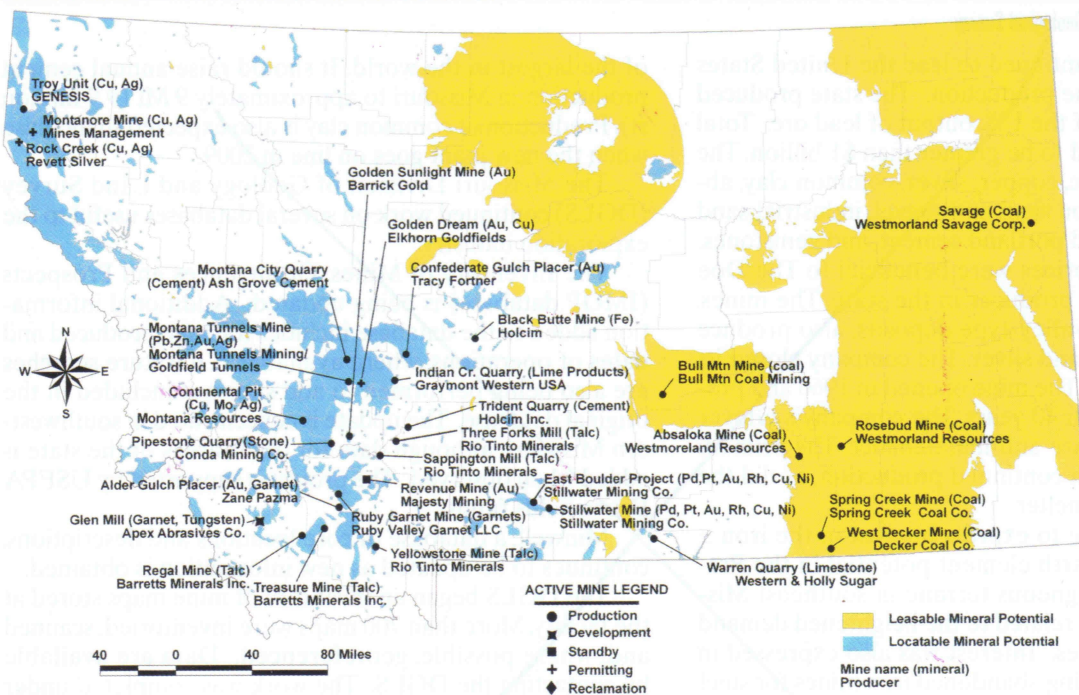 Troy Unit (Cu, Ag)
GENESIS
Montanore Mine (Cu, Ag)
Mines Management
Rock Creek (Cu, Ag)
Revett Silver
Golden Sunlight Mine (Au)
Barrick Gold
Golden Dream (Au, Cu)
Elkhorn Goldfields
Savage (Coal)
Westmorland Savage Corp.
Montana City Quarry
(Cement) Ash Grove Cement
Confederate Gulch Placer (Au)
Tracy Fortner
Black Butte Mine (Fe)
Holcim
Montana Tunnels Mine
(Pb,Zn,Au,Ag)
Montana Tunnels Mining/
Goldfield Tunnels
Indian Cr. Quarry (Lime Products)
Graymont Western USA
Bull Mtn Mine (coal)
Bull Mtn Coal Mining
Continental Pit
(Cu, Mo, Ag)
Montana Resources
Trident Quarry (Cement)
Holcim Inc.
Three Forks Mill (Talc)
Rio Tinto Minerals
Pipestone Quarry(Stone)
Conda Mining Co.
Sappington Mill (Talc)
Rio Tinto Minerals
Absaloka Mine (Coal)
Westmoreland Resources
Rosebud Mine (Coal)
Westmorland Resources
Alder Gulch Placer (Au, Garnet)
Zane Pazma
Revenue Mine (Au)
Majesty Mining
East Boulder Project (Pd,Pt, Au, Rh, Cu, Ni)
Stillwater Mining Co.
Glen Mill (Garnet, Tungsten)
Apex Abrasives Co.
Ruby Garnet Mine (Garnets)
Ruby Valley Garnet LLC
Stillwater Mine (Pd, Pt, Au, Rh, Cu, Ni)
Stillwater Mining Co.
Spring Creek Mine (Coal)
Spring Creek Coal Co.
West Decker Mine (Coal)
Decker Coal Co.
Yellowstone Mine (Talc)
Rio Tinto Minerals
Regal Mine (Talc)
Barretts Minerals Inc.
Treasure Mine (Talc)
Barretts Minerals Inc.
Warren Quarry (Limestone)
Western & Holly Sugar
N
W E
S
ACTIVE MINE LEGEND
Production
Development
Standby
Permitting
Reclamation
Leasable Mineral Potential
Locatable Mineral Potential
Mine name (mineral)
Producer
40 0 80 Miles